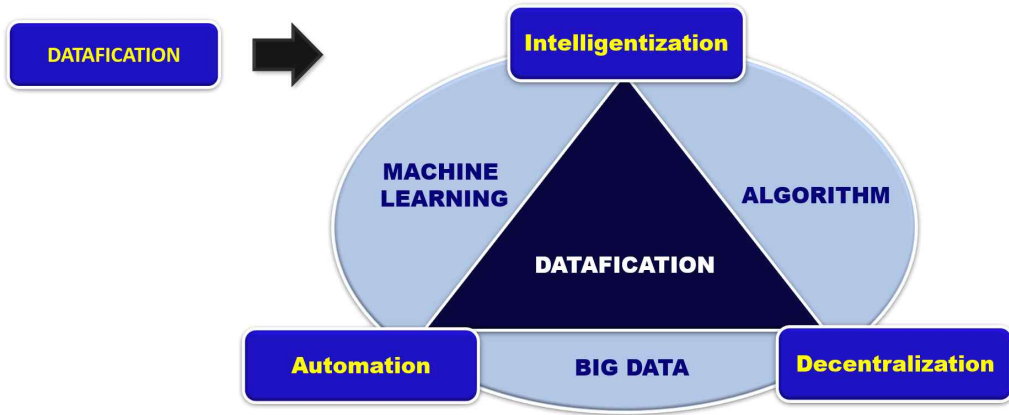 DATAFICATION
Intelligentization
MACHINE
LEARNING
ALGORITHM
DATAFICATION
Automation
BIG DATA
Decentralization